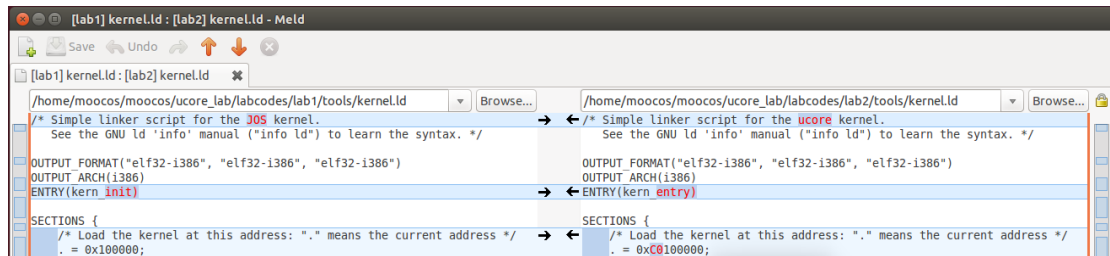 [lab1] kernel.ld : [lab2] kernel.ld - Meld
Save Undo
[lab1] kernel.ld : [lab2] kernel.ld
/home/moocos/moocos/ucore_lab/labcodes/lab1/tools/kernel.ld Browse...
/* Simple linker script for the JOS kernel.
See the GNU ld 'info' manual ("info ld") to learn the syntax. */
OUTPUT_FORMAT("elf32-i386", "elf32-i386", "elf32-i386")
OUTPUT_ARCH(i386)
ENTRY(kern_init)
SECTIONS {
/* Load the kernel at this address: "." means the current address */
. = 0x100000;
/home/moocos/moocos/ucore_lab/labcodes/lab2/tools/kernel.ld Browse...
/* Simple linker script for the ucore kernel.
See the GNU ld 'info' manual ("info ld") to learn the syntax. */
OUTPUT_FORMAT("elf32-i386", "elf32-i386", "elf32-i386")
OUTPUT_ARCH(i386)
ENTRY(kern_entry)
SECTIONS {
/* Load the kernel at this address: "." means the current address */
. = 0xC0100000;